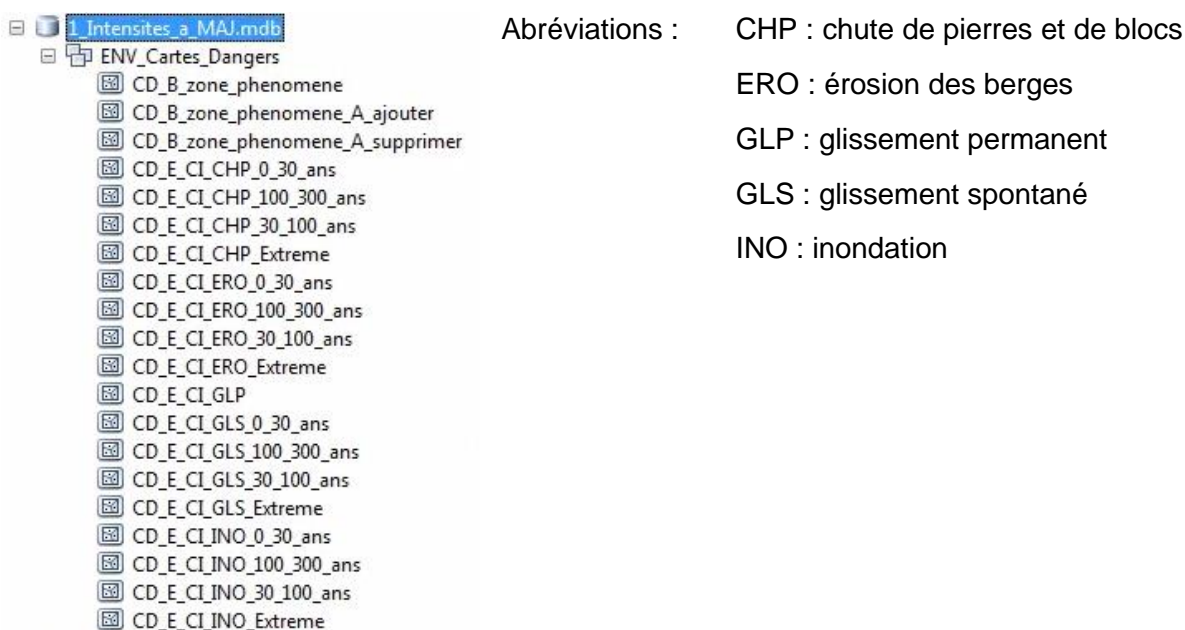 1_Intensites_a_MAJ.mdb
ENV_Cartes_Dangers
CD_B_zone_phenomene
CD_B_zone_phenomene_A_ajouter
CD_B_zone_phenomene_A_supprimer
CD_E_CI_CHP_0_30_ans
CD_E_CI_CHP_100_300_ans
CD_E_CI_CHP_30_100_ans
CD_E_CI_CHP_Extreme
CD_E_CI_ERO_0_30_ans
CD_E_CI_ERO_100_300_ans
CD_E_CI_ERO_30_100_ans
CD_E_CI_ERO_Extreme
CD_E_CI_GLP
CD_E_CI_GLS_0_30_ans
CD_E_CI_GLS_100_300_ans
CD_E_CI_GLS_30_100_ans
CD_E_CI_GLS_Extreme
CD_E_CI_INO_0_30_ans
CD_E_CI_INO_100_300_ans
CD_E_CI_INO_30_100_ans
CD_E_CI_INO_Extreme
Abréviations : CHP : chute de pierres et de blocs
ERO : érosion des berges
GLP : glissement permanent
GLS : glissement spontané
INO : inondation